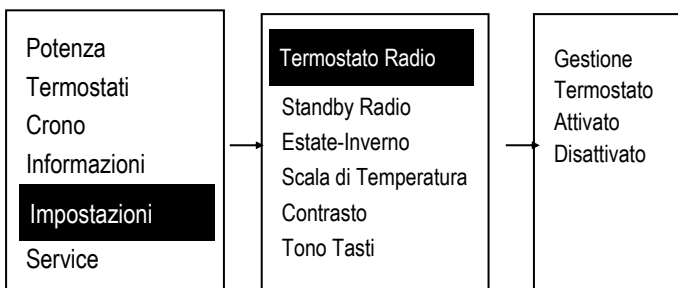 Potenza
Termostati
Crono
Informazioni
Impostazioni
Service
Termostato Radio
Standby Radio
Estate-Inverno
Scala di Temperatura
Contrasto
Tono Tasti
Gestione
Termostato
Attivato
Disattivato